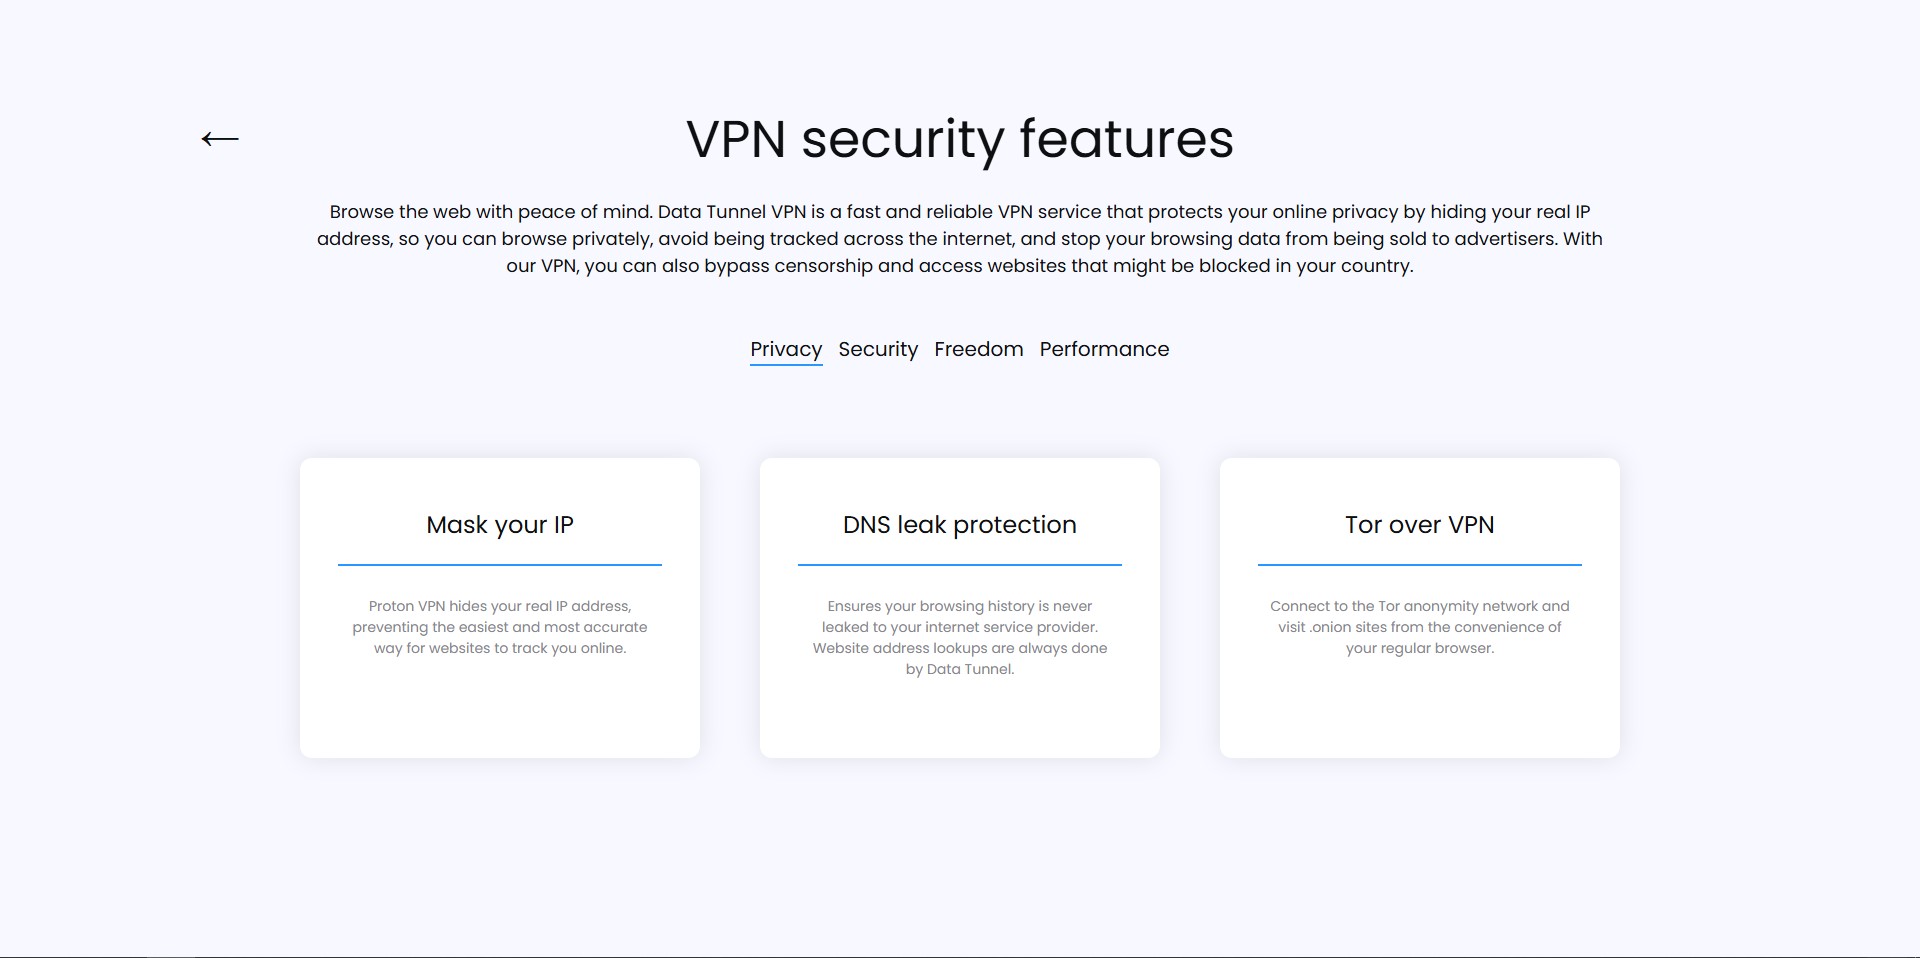 VPN security features
Browse the web with peace of mind. Data Tunnel VPN is a fast and reliable VPN service that protects your online privacy by hiding your real IP
address, so you can browse privately, avoid being tracked across the internet, and stop your browsing data from being sold to advertisers. With
our VPN, you can also bypass censorship and access websites that might be blocked in your country.
Privacy Security Freedom Performance
Mask your IP
Proton VPN hides your real IP address,
preventing the easiest and most accurate
way for websites to track you online.
DNS leak protection
Ensures your browsing history is never
leaked to your internet service provider.
Website address lookups are always done
by Data Tunnel.
Tor over VPN
Connect to the Tor anonymity network and
visit .onion sites from the convenience of
your regular browser.